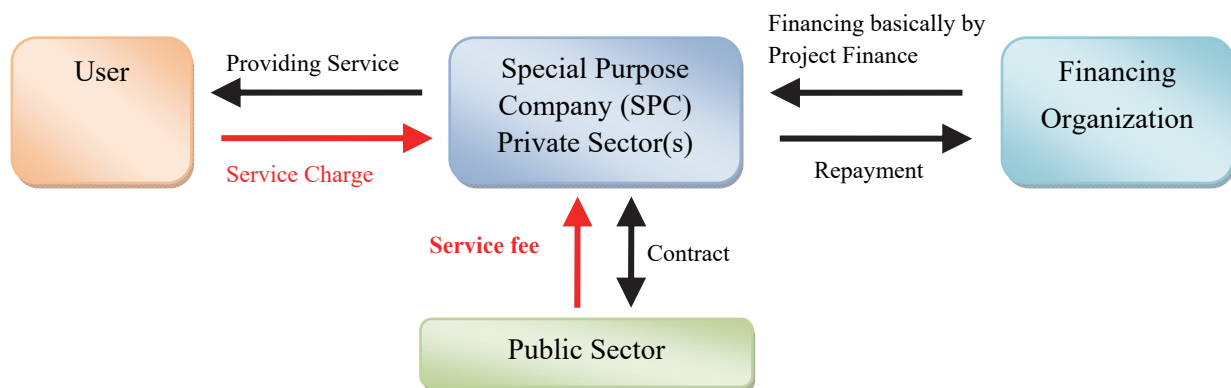 User
Providing Service
Service Charge
Special Purpose
Company (SPC)
Private Sector(s)
Financing basically by
Project Finance
Repayment
Financing
Organization
Service fee
Contract
Public Sector